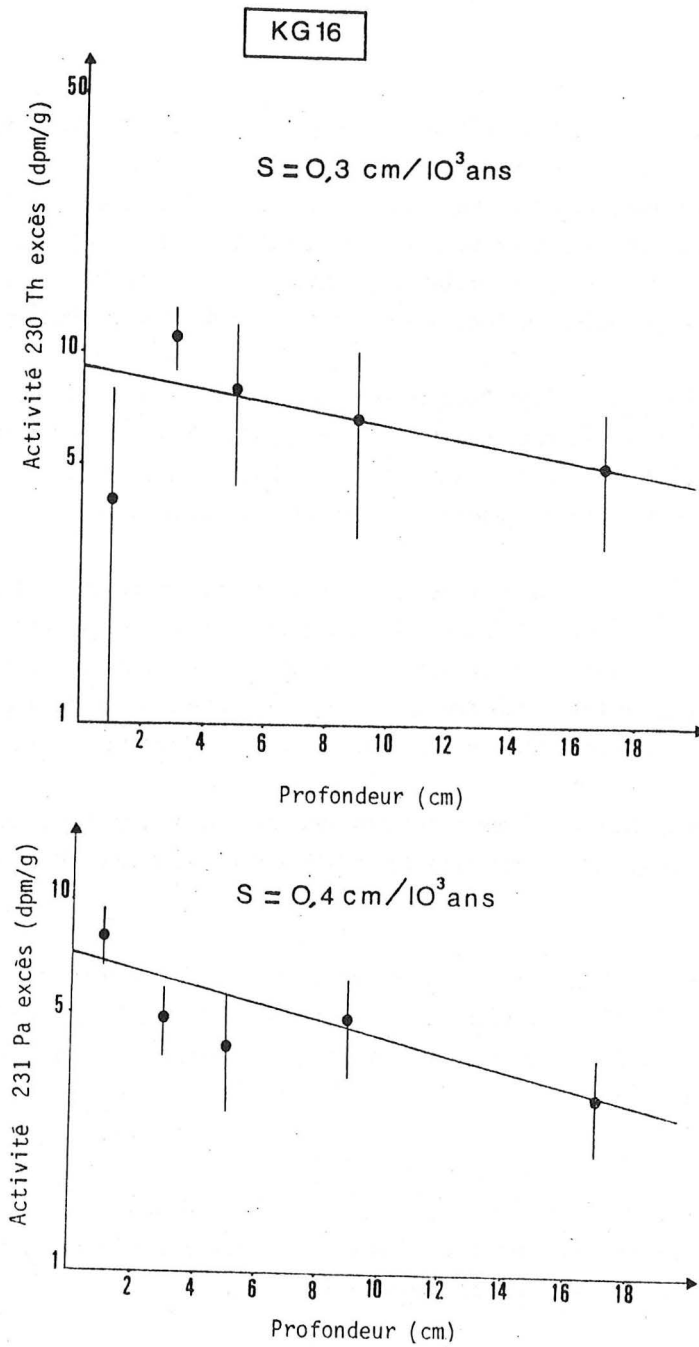 KG16
50
S = 0,3 cm/10³ans
Activité 230 Th excès (dpm/g)
10
5
1
2 4 6 8 10 12 14 16 18
Profondeur (cm)
10
S = 0,4 cm/10³ans
Activité 231 Pa excès (dpm/g)
5
1
2 4 6 8 10 12 14 16 18
Profondeur (cm)